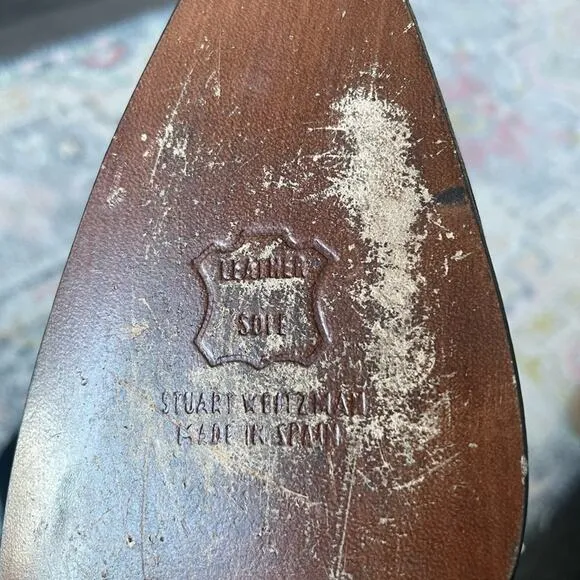 LEATHER
SOLE
STUART WEITZMAN
MADE IN SPAIN